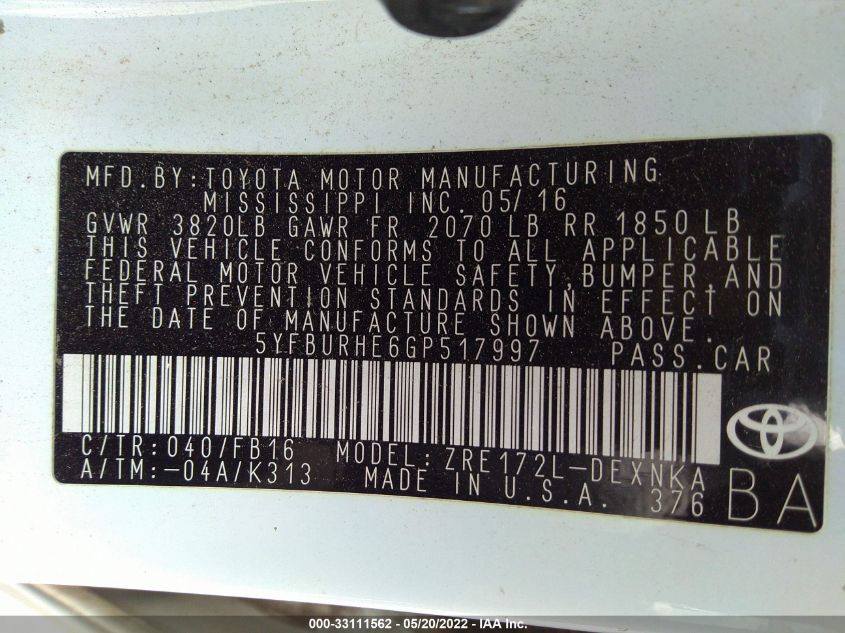 MFD.BY:TOYOTA MOTOR MANUFACTURING
MISSISSIPPI INC. 05/16
GVWR 3820LB GAWR FR 2070 LB RR 1850 LB
THIS VEHICLE CONFORMS TO ALL APPLICABLE
FEDERAL MOTOR VEHICLE SAFETY,BUMPER,AND
THEFT PREVENTION STANDARDS IN EFFECT ON
THE DATE OF MANUFACTURE SHOWN ABOVE.
5YFBURHE6GP517997 PASS.CAR
C/TR:040/FB16 MODEL:ZRE172L-DEXNKA
A/TM:-04A/K313 MADE IN U.S.A. 376 BA
000-33111562 - 05/20/2022 - IAA Inc.